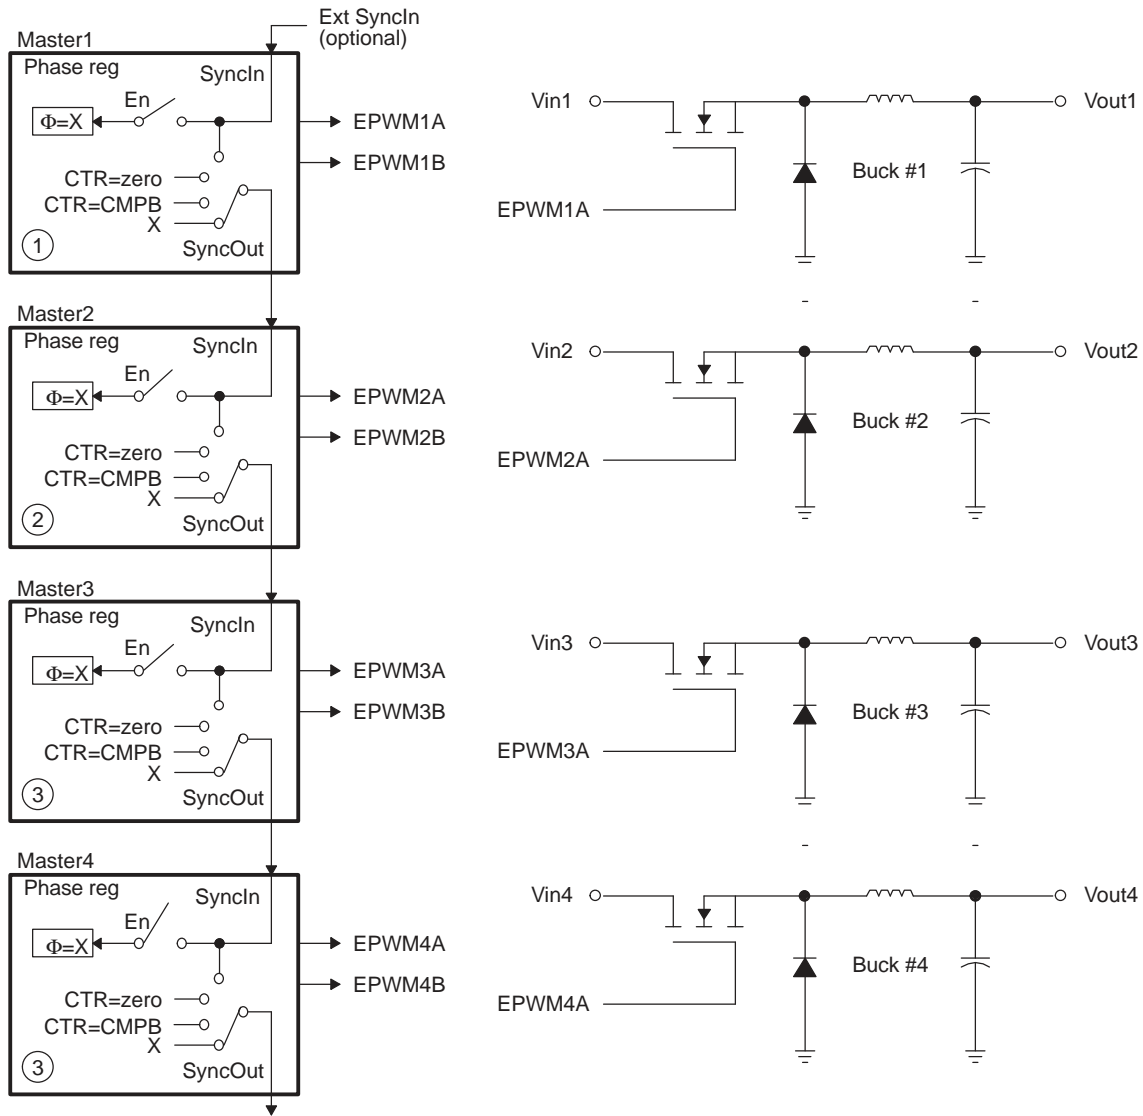 Ext SyncIn
(optional)
Master1
Phase reg
SyncIn
En
Φ=X
EPWM1A
EPWM1B
CTR=zero
CTR=CMPB
X
1
SyncOut
Vin1
Vout1
Buck #1
EPWM1A
Master2
Phase reg
SyncIn
En
Φ=X
EPWM2A
EPWM2B
CTR=zero
CTR=CMPB
X
2
SyncOut
Vin2
Vout2
Buck #2
EPWM2A
Master3
Phase reg
SyncIn
En
Φ=X
EPWM3A
EPWM3B
CTR=zero
CTR=CMPB
X
3
SyncOut
Vin3
Vout3
Buck #3
EPWM3A
Master4
Phase reg
SyncIn
En
Φ=X
EPWM4A
EPWM4B
CTR=zero
CTR=CMPB
X
3
SyncOut
Vin4
Vout4
Buck #4
EPWM4A